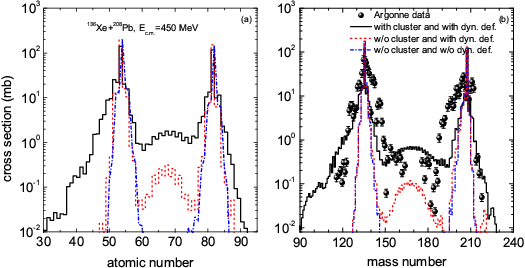 10³
10²
10¹
10⁰
10⁻¹
10⁻²
cross section (mb)
¹³⁶Xe+²⁰⁸Pb, E_c.m.=450 MeV
(a)
30 40 50 60 70 80 90
atomic number
10³
10²
10¹
10⁰
10⁻¹
10⁻²
Argonne data
(b)
with cluster and with dyn. def.
w/o cluster and with dyn. def.
w/o cluster and w/o dyn. def.
90 120 150 180 210 240
mass number